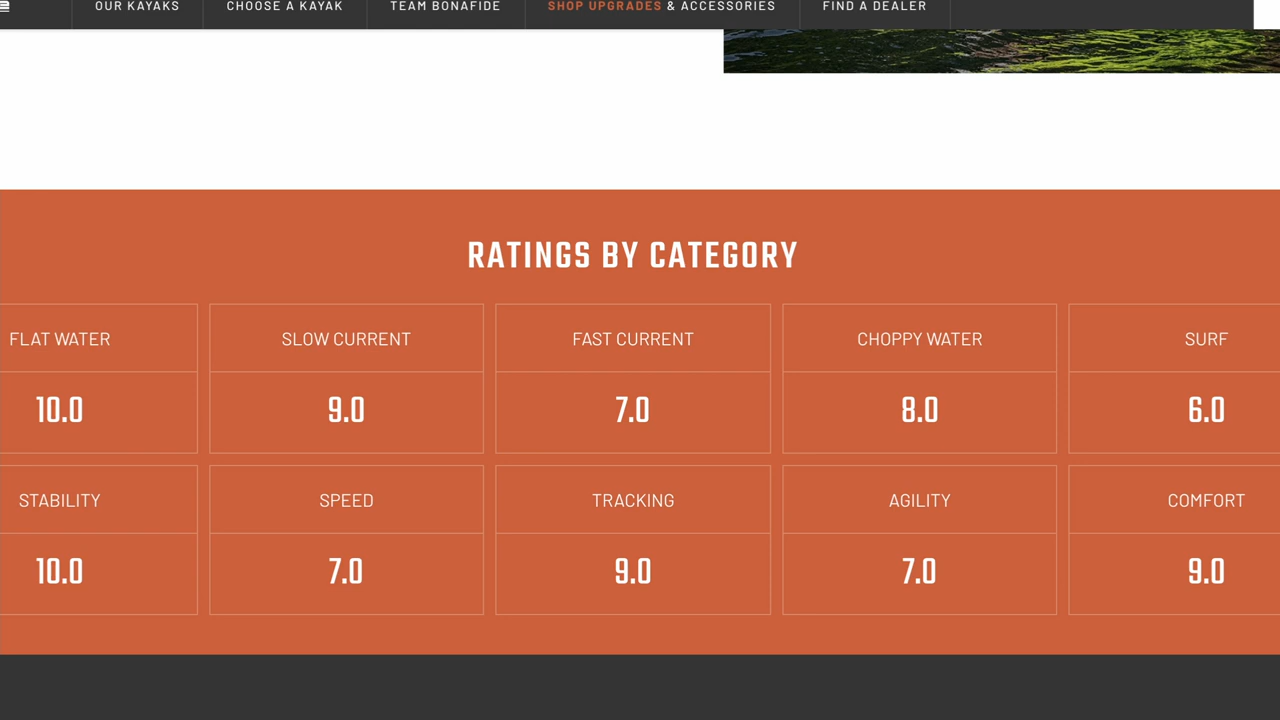 OUR KAYAKS CHOOSE A KAYAK TEAM BONAFIDE SHOP UPGRADES & ACCESSORIES FIND A DEALER
RATINGS BY CATEGORY
FLAT WATER SLOW CURRENT FAST CURRENT CHOPPY WATER SURF
10.0 9.0 7.0 8.0 6.0
STABILITY SPEED TRACKING AGILITY COMFORT
10.0 7.0 9.0 7.0 9.0